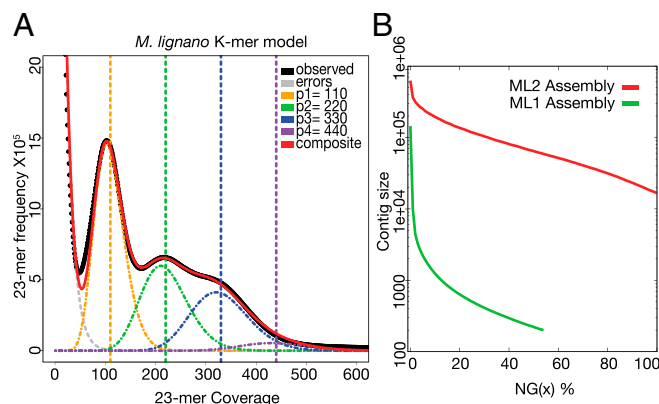 A
M. lignano K-mer model
23-mer frequency X10⁵
20
15
10
5
0
0 100 200 300 400 500 600
23-mer Coverage
observed
errors
p1= 110
p2= 220
p3= 330
p4= 440
composite
B
Contig size
1e+06
1e+05
1e+04
1000
100
0 20 40 60 80 100
NG(x) %
ML2 Assembly
ML1 Assembly